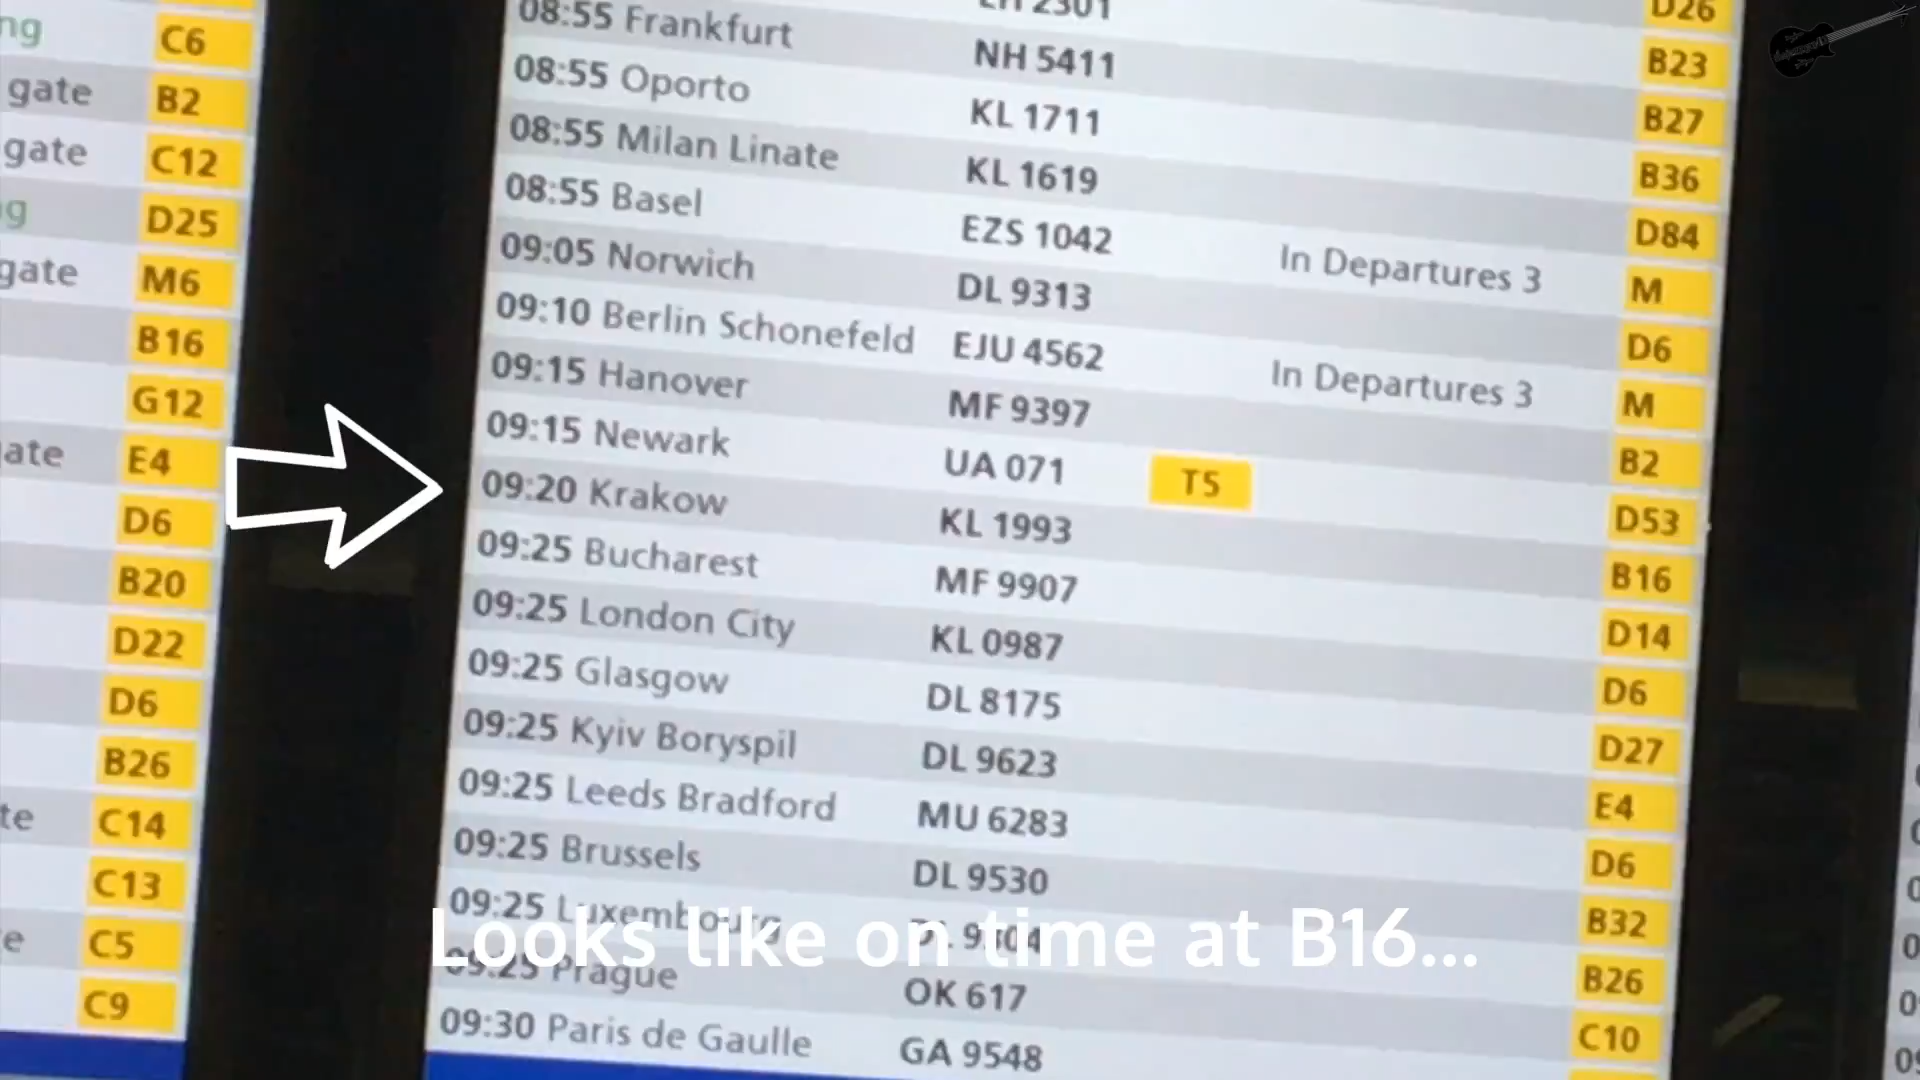 ng C6
gate B2
gate C12
g D25
gate M6
B16
G12
ate E4
D6
B20
D22
D6
B26
te C14
C13
e C5
C9
D26
2301 B23
08:55 Frankfurt NH 5411 B27
08:55 Oporto KL 1711 B36
08:55 Milan Linate KL 1619 D84
08:55 Basel EZS 1042 In Departures 3 M
09:05 Norwich DL 9313 D6
09:10 Berlin Schonefeld EJU 4562 In Departures 3 M
09:15 Hanover MF 9397 B2
09:15 Newark UA 071 T5 D53
09:20 Krakow KL 1993 B16
09:25 Bucharest MF 9907 D14
09:25 London City KL 0987 D6
09:25 Glasgow DL 8175 D27
09:25 Kyiv Boryspil DL 9623 E4
09:25 Leeds Bradford MU 6283 D6
09:25 Brussels DL 9530 B32
09:25 Luxembourg B26
09:25 Prague OK 617 C10
09:30 Paris de Gaulle GA 9548
Looks like on time at B16...